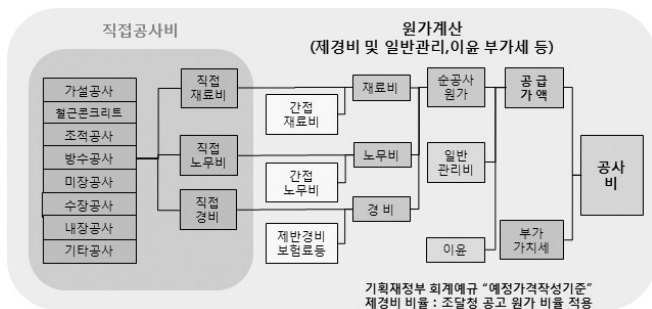 직접공사비
원가계산
(제경비 및 일반관리,이윤 부가세 등)
가설공사
철근콘크리트
조적공사
방수공사
미장공사
수장공사
내장공사
기타공사
직접
재료비
직접
노무비
직접
경비
간접
재료비
간접
노무비
제반경비
보험료등
재료비
노무비
경 비
순공사
원가
일반
관리비
이윤
공 급
가 액
부가
가치세
공사
비
기획재정부 회계예규 “예정가격작성기준”
제경비 비율 : 조달청 공고 원가 비율 적용